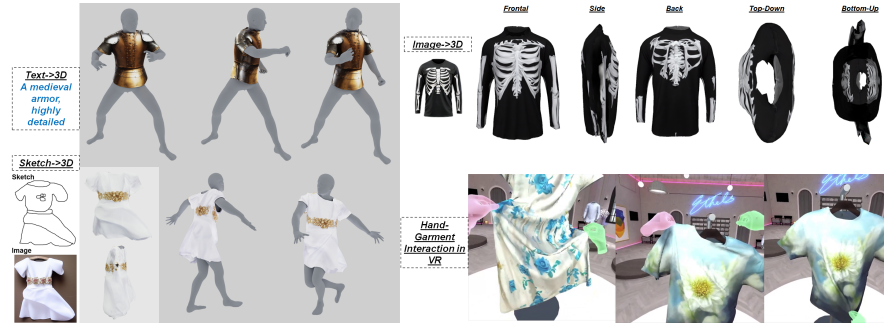 Text->3D
A medieval
armor,
highly
detailed
Sketch->3D
Sketch
Image
Image->3D
Frontal
Side
Back
Top-Down
Bottom-Up
Hand-
Garment
Interaction in
VR